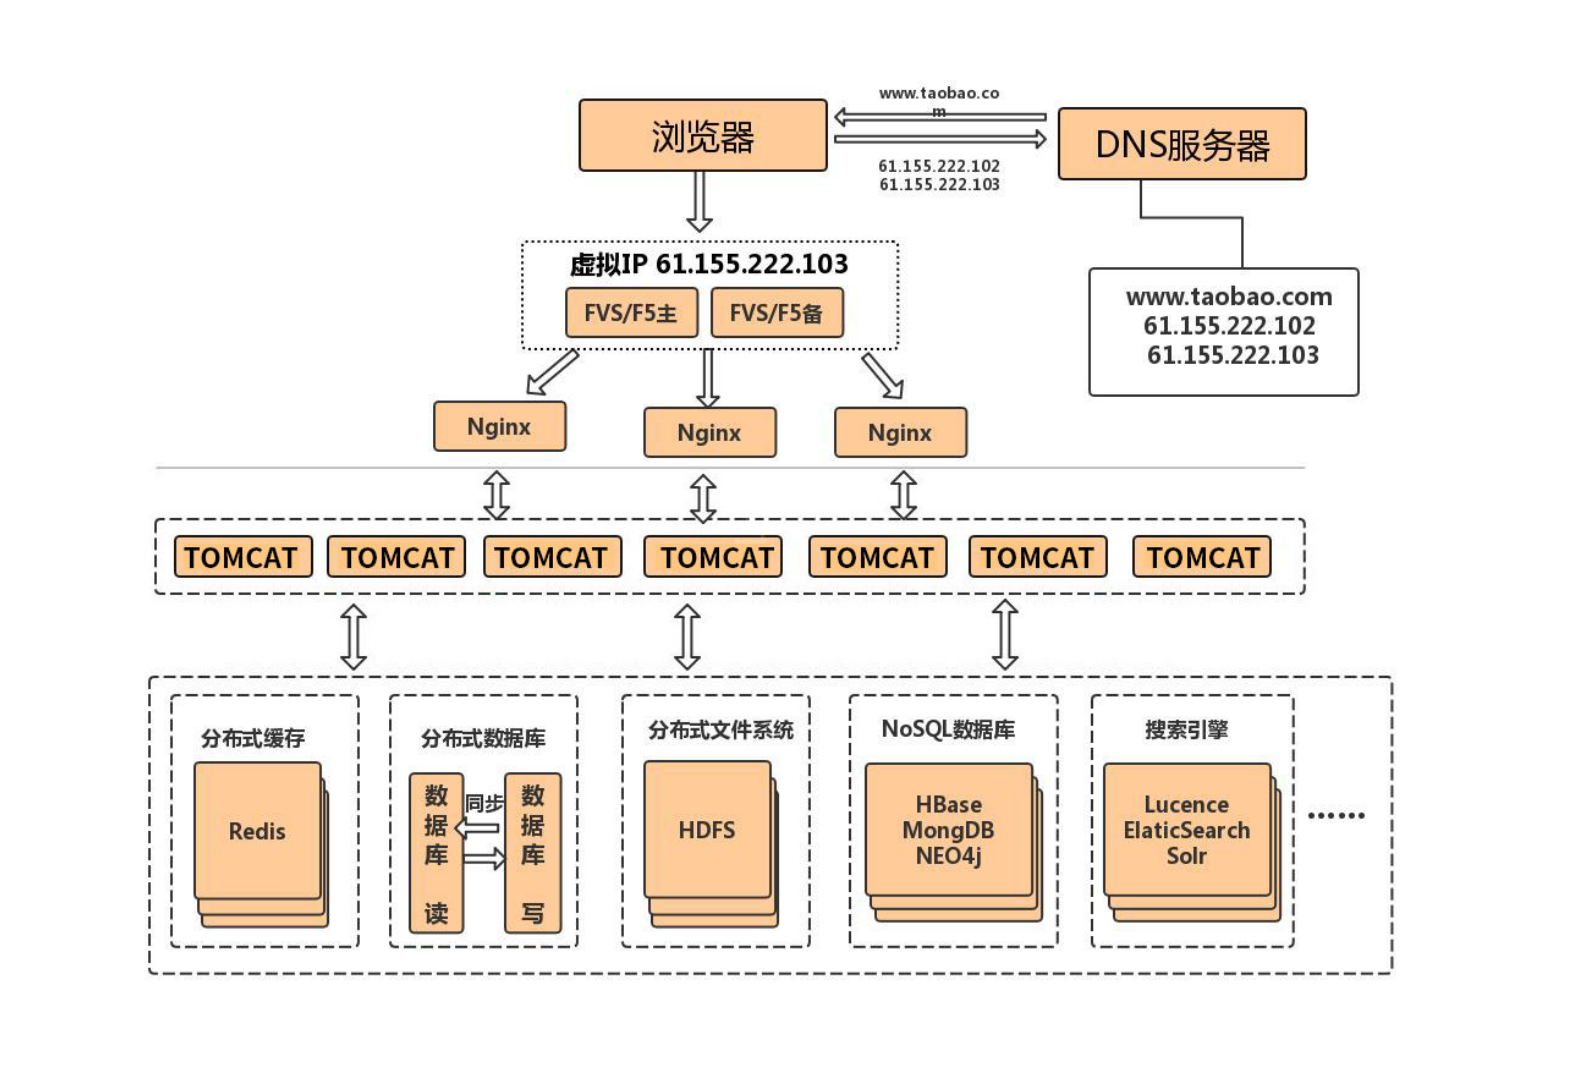 www.taobao.co
m
浏览器
DNS服务器
61.155.222.102
61.155.222.103
虚拟IP 61.155.222.103
FVS/F5主
FVS/F5备
www.taobao.com
61.155.222.102
61.155.222.103
Nginx
Nginx
Nginx
TOMCAT
TOMCAT
TOMCAT
TOMCAT
TOMCAT
TOMCAT
TOMCAT
分布式缓存
Redis
分布式数据库
数
据
库
读
同步
数
据
库
写
分布式文件系统
HDFS
NoSQL数据库
HBase
MongDB
NEO4j
搜索引擎
Lucence
ElaticSearch
Solr
······